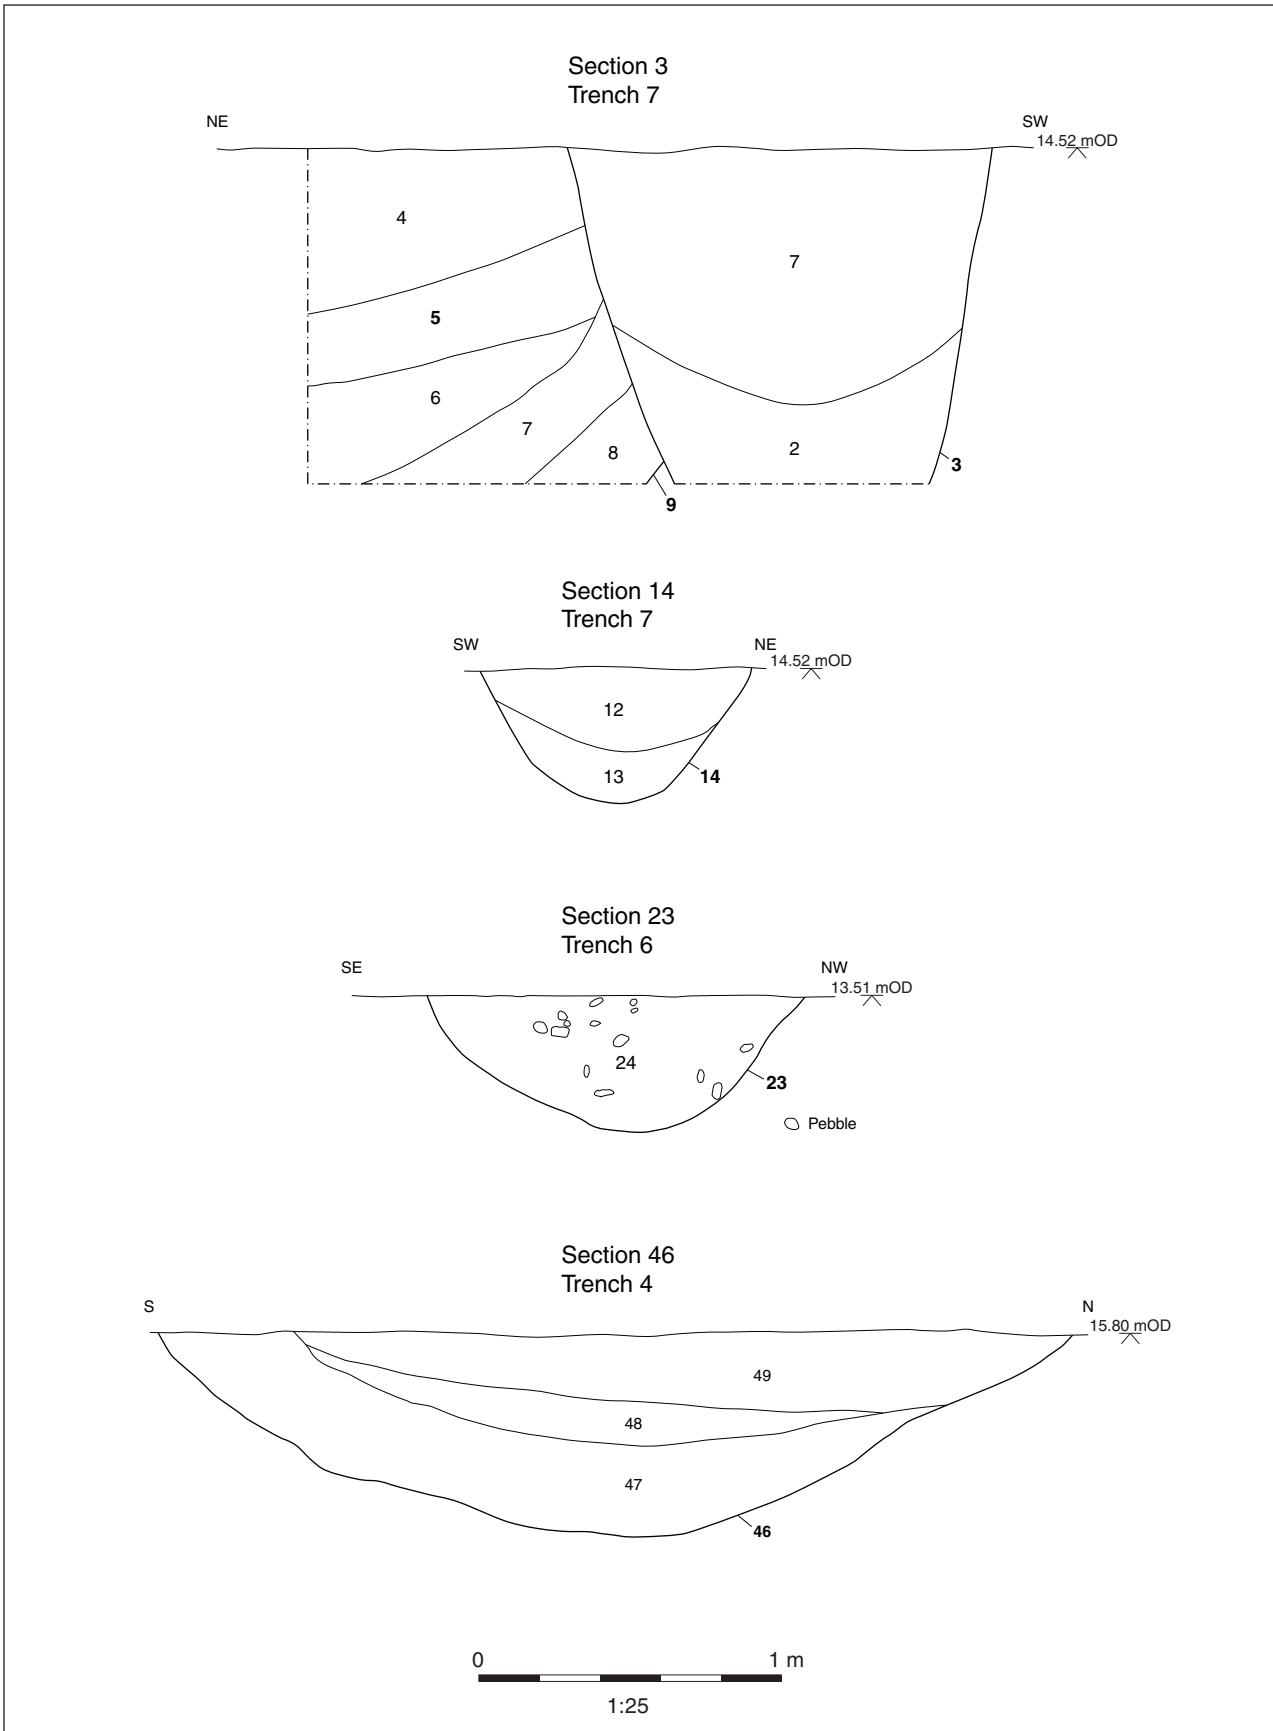 Section 3
Trench 7
NE
SW
14.52 mOD
4
7
5
6
7
8
2
3
9
Section 14
Trench 7
SW
NE
14.52 mOD
12
13
14
Section 23
Trench 6
SE
NW
13.51 mOD
24
23
Pebble
Section 46
Trench 4
S
N
15.80 mOD
49
48
47
46
0
1 m
1:25